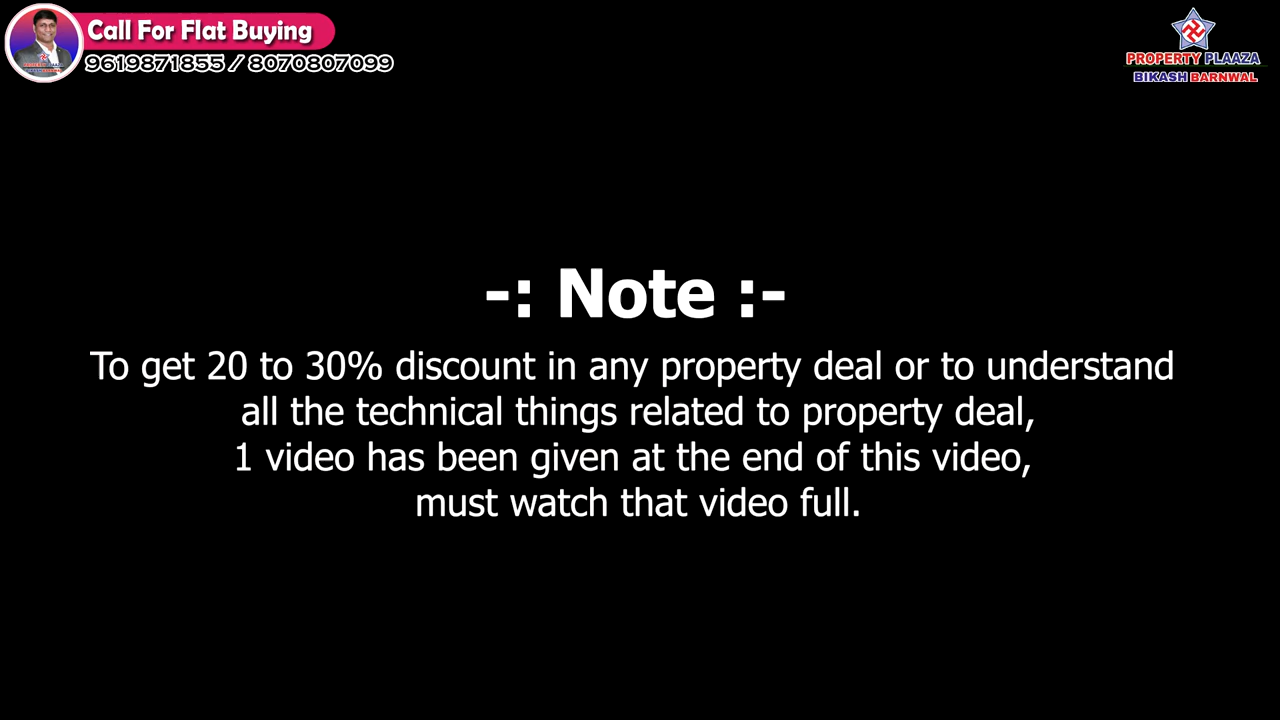 Call For Flat Buying
9619871855 / 8070807099
PROPERTY PLAAZA
BIKASH BARNWAL
-: Note :-
To get 20 to 30% discount in any property deal or to understand
all the technical things related to property deal,
1 video has been given at the end of this video,
must watch that video full.